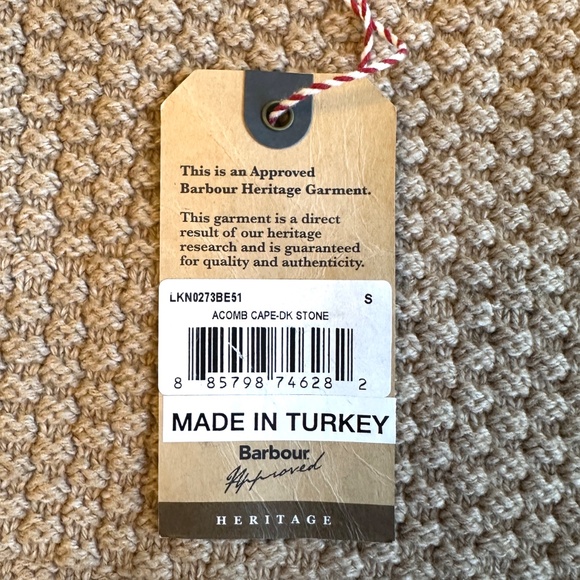 This is an Approved
Barbour Heritage Garment.
This garment is a direct
result of our heritage
research and is guaranteed
for quality and authenticity.
LKN0273BE51 S
ACOMB CAPE-DK STONE
8 85798 74628 2
MADE IN TURKEY
Barbour
Approved
HERITAGE